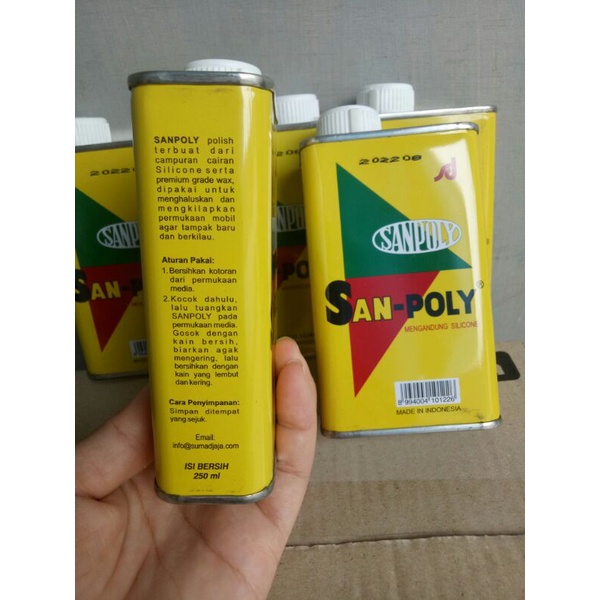 SANPOLY polish
terbuat dari
campuran cairan
Silicone serta
premium grade wax,
dipakai untuk
menghaluskan dan
mengkilapkan
permukaan mobil
agar tampak baru
dan berkilau.
Aturan Pakai:
1. Bersihkan kotoran
dari permukaan
media.
2. Kocok dahulu,
lalu tuangkan
SANPOLY pada
permukaan media.
Gosok dengan
kain bersih,
biarkan agak
mengering, lalu
bersihkan dengan
kain yang lembut
dan kering.
Cara Penyimpanan:
Simpan ditempat
yang sejuk.
Email:
info@sumadjaja.com
ISI BERSIH
250 ml
202208
SANPOLY
SAN-POLY®
MENGANDUNG SILICONE
8 994004 101226
MADE IN INDONESIA